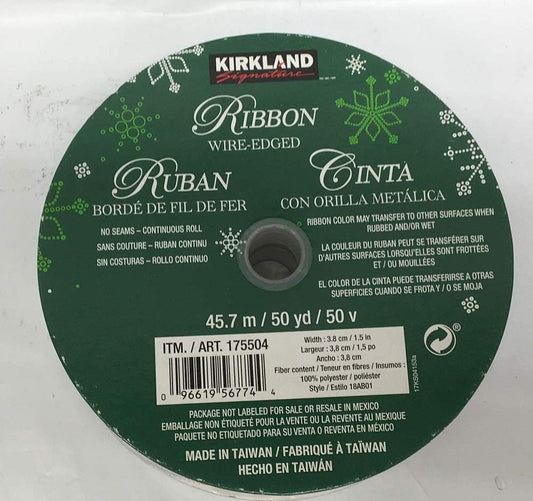 KIRKLAND
Signature
RIBBON
WIRE-EDGED
RUBAN
BORDÉ DE FIL DE FER
CINTA
CON ORILLA METÁLICA
NO SEAMS – CONTINUOUS ROLL
SANS COUTURE – RUBAN CONTINU
SIN COSTURAS – ROLLO CONTINUO
RIBBON COLOR MAY TRANSFER TO OTHER SURFACES WHEN
RUBBED AND/OR WET
LA COULEUR DU RUBAN PEUT SE TRANSFÉRER SUR
D'AUTRES SURFACES LORSQU'ELLES SONT FROTTÉES
ET / OU MOUILLÉES
EL COLOR DE LA CINTA PUEDE TRANSFERIRSE A OTRAS
SUPERFICIES CUANDO SE FROTA Y / O SE MOJA
45.7 m / 50 yd / 50 v
ITM. / ART. 175504
0 96619 56774 4
Width : 3.8 cm / 1.5 in
Largeur : 3,8 cm / 1,5 po
Ancho : 3,8 cm
Fiber content / Teneur en fibres / Insumos :
100% polyester / poliéster
Style / Estilo 18AB01
17KS04153a
PACKAGE NOT LABELED FOR SALE OR RESALE IN MEXICO
EMBALLAGE NON ÉTIQUETÉ POUR LA VENTE OU LA REVENTE AU MEXIQUE
PAQUETE NO ETIQUETADO PARA SU VENTA O REVENTA EN MÉXICO
MADE IN TAIWAN / FABRIQUÉ À TAÏWAN
HECHO EN TAIWÁN